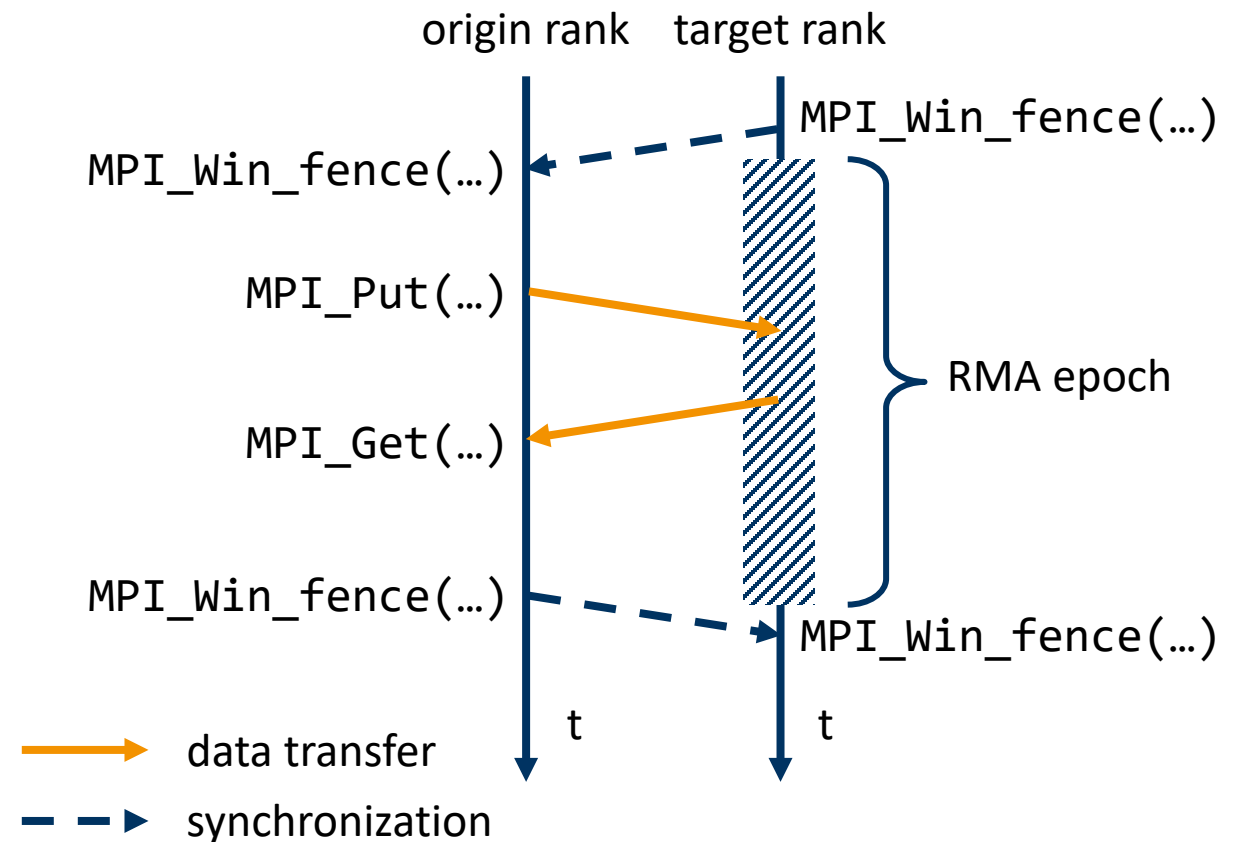 origin rank target rank
MPI_Win_fence(…)
MPI_Win_fence(…)
MPI_Put(…)
RMA epoch
MPI_Get(…)
MPI_Win_fence(…)
MPI_Win_fence(…)
t t
data transfer
synchronization